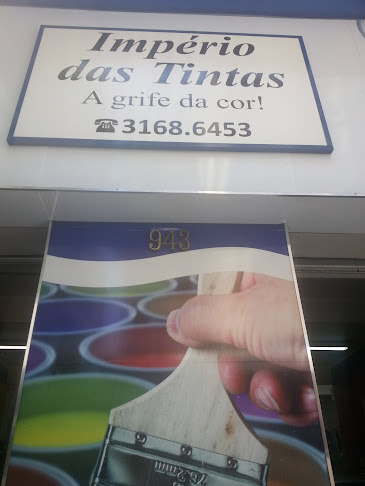 Império
das Tintas
A grife da cor!
☎3168.6453
943